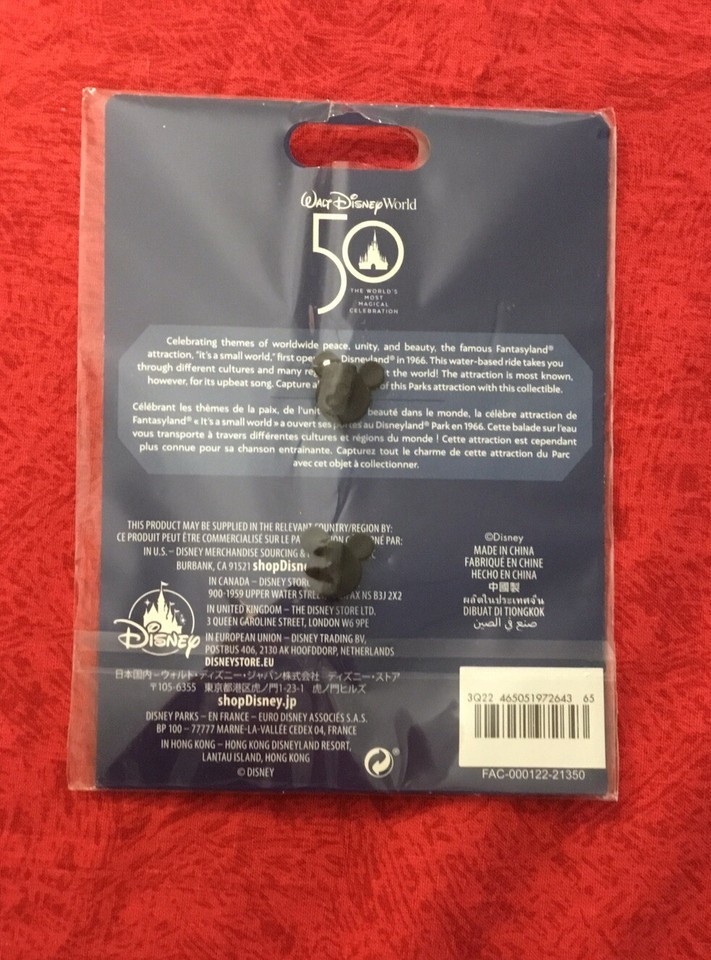 WALT DISNEY World
50
THE WORLD'S
MOST
MAGICAL
CELEBRATION
Celebrating themes of worldwide peace, unity, and beauty, the famous Fantasyland®
attraction, "it's a small world," first ope Disneyland® in 1966. This water-based ride takes you
through different cultures and many re t the world! The attraction is most known,
however, for its upbeat song. Capture a of this Parks attraction with this collectible.
Célébrant les thèmes de la paix, de l'unit beauté dans le monde, la célèbre attraction de
Fantasyland® « It's a small world » a ouvert ses portes au Disneyland® Park en 1966. Cette balade sur l'eau
vous transporte à travers différentes cultures et régions du monde ! Cette attraction est cependant
plus connue pour sa chanson entrainante. Capturez tout le charme de cette attraction du Parc
avec cet objet à collectionner.
THIS PRODUCT MAY BE SUPPLIED IN THE RELEVANT COUNTRY/REGION BY:
CE PRODUIT PEUT ÊTRE COMMERCIALISÉ SUR LE PA ON CONCERNÉ PAR:
IN U.S. – DISNEY MERCHANDISE SOURCING &
BURBANK, CA 91521 shopDisne
IN CANADA – DISNEY STOR
900-1959 UPPER WATER STREE FAX NS B3J 2X2
IN UNITED KINGDOM – THE DISNEY STORE LTD.
3 QUEEN CAROLINE STREET, LONDON W6 9PE
IN EUROPEAN UNION – DISNEY TRADING BV,
POSTBUS 406, 2130 AK HOOFDDORP, NETHERLANDS
DISNEYSTORE.EU
DISNEY
日本国内－ウォルト・ディズニー・ジャパン株式会社 ディズニー・ストア
〒105-6355 東京都港区虎ノ門1-23-1 虎ノ門ヒルズ
shopDisney.jp
DISNEY PARKS – EN FRANCE – EURO DISNEY ASSOCIES S.A.S.
BP 100 – 77777 MARNE-LA-VALLÉE CEDEX 04, FRANCE
IN HONG KONG – HONG KONG DISNEYLAND RESORT,
LANTAU ISLAND, HONG KONG
© DISNEY
©Disney
MADE IN CHINA
FABRIQUÉ EN CHINE
HECHO EN CHINA
中國製
ผลิตในประเทศจีน
DIBUAT DI TIONGKOK
صنع في الصين
3Q22 465051972643 65
FAC-000122-21350